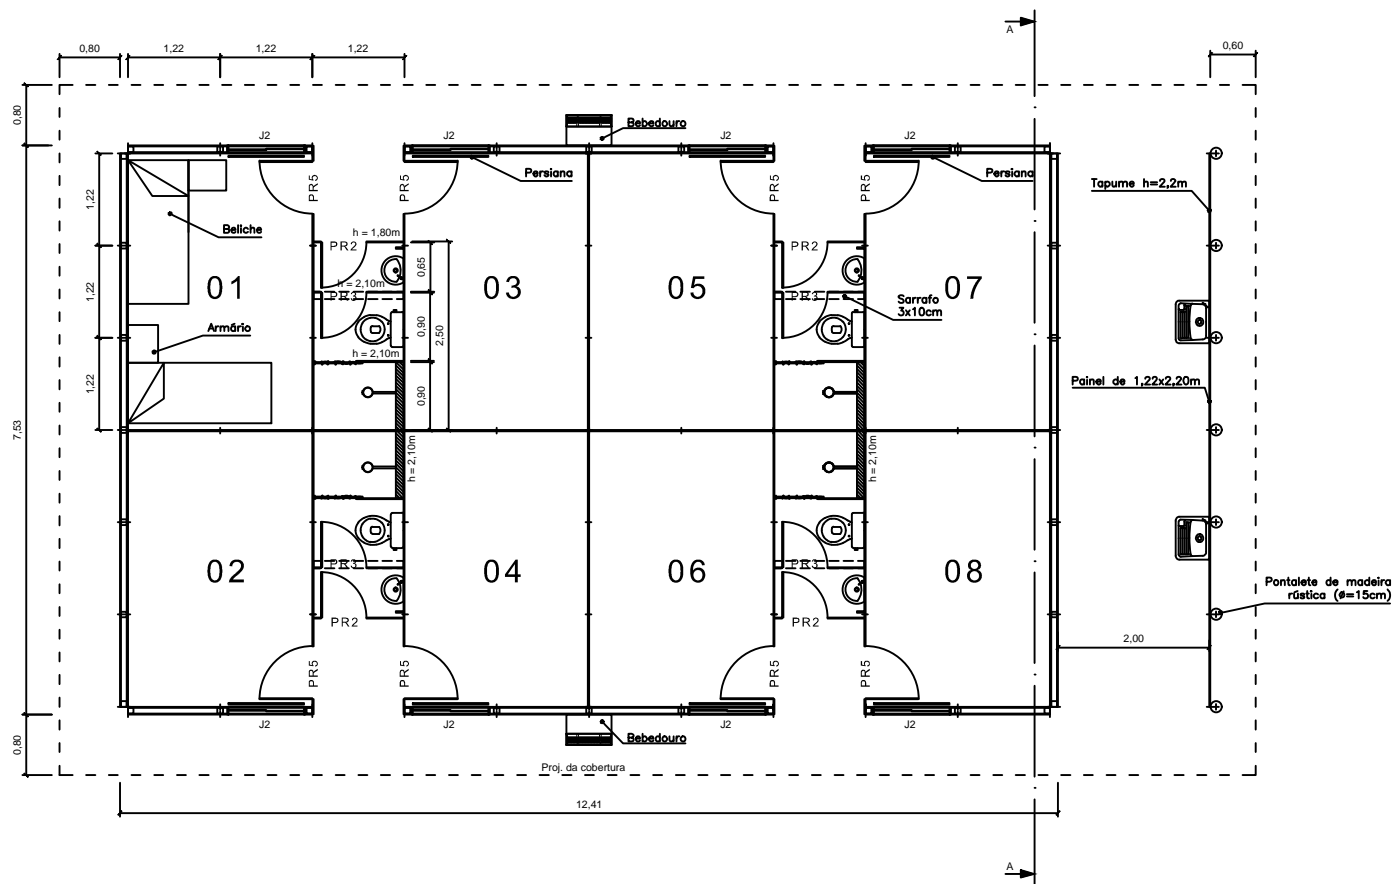 A
0,80
1,22
1,22
1,22
0,60
0,80
J2
J2
Bebedouro
J2
J2
Persiana
Persiana
PR5
PR5
PR5
PR5
Tapume h=2,2m
1,22
Beliche
h = 1,80m
PR2
PR2
0,65
01
03
05
07
h = 2,10m
PR3
PR3
Sarrafo
3x10cm
1,22
Armário
0,90
2,50
h = 2,10m
1,22
0,90
Painel de 1,22x2,20m
7,53
h = 2,10m
h = 2,10m
02
04
06
08
PR3
PR3
Pontalete de madeira
rústica (ø=15cm)
PR2
PR2
2,00
PR5
PR5
PR5
PR5
J2
J2
J2
J2
Bebedouro
0,80
Proj. da cobertura
12,41
A